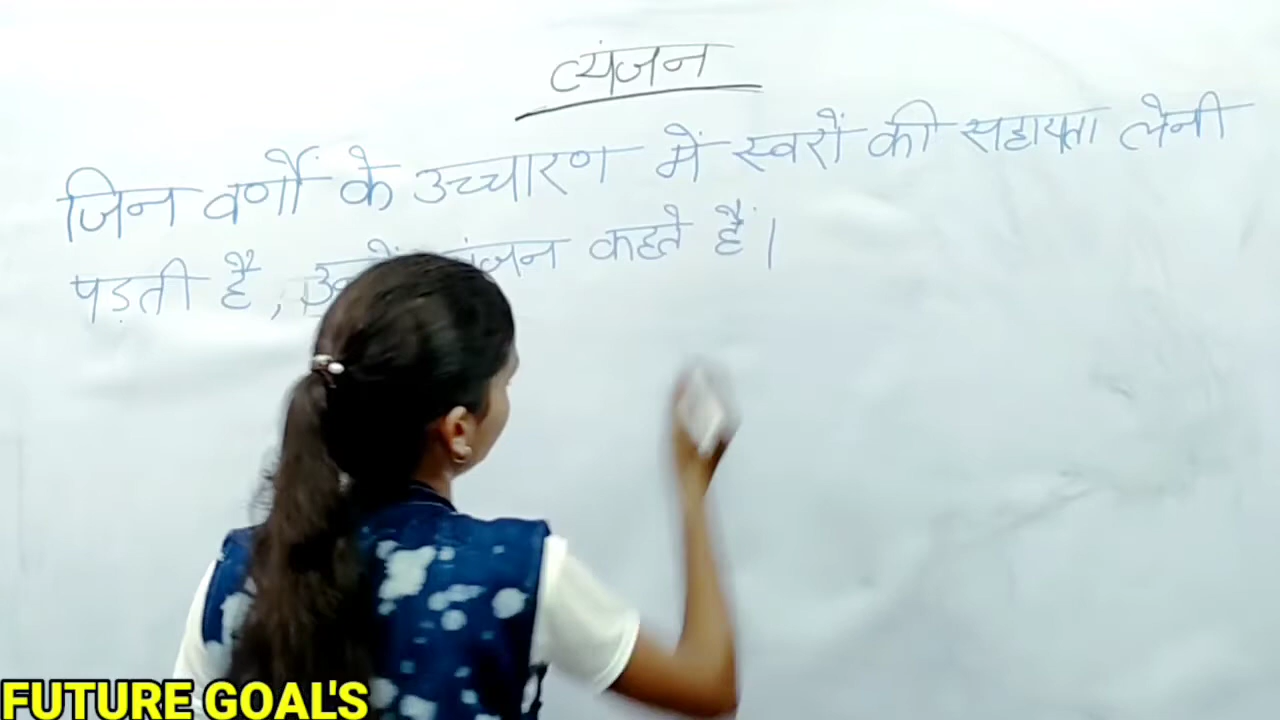 व्यंजन
जिन वर्णों के उच्चारण में स्वरों की सहायता लेनी
पड़ती है, कहते हैं।
FUTURE GOAL'S